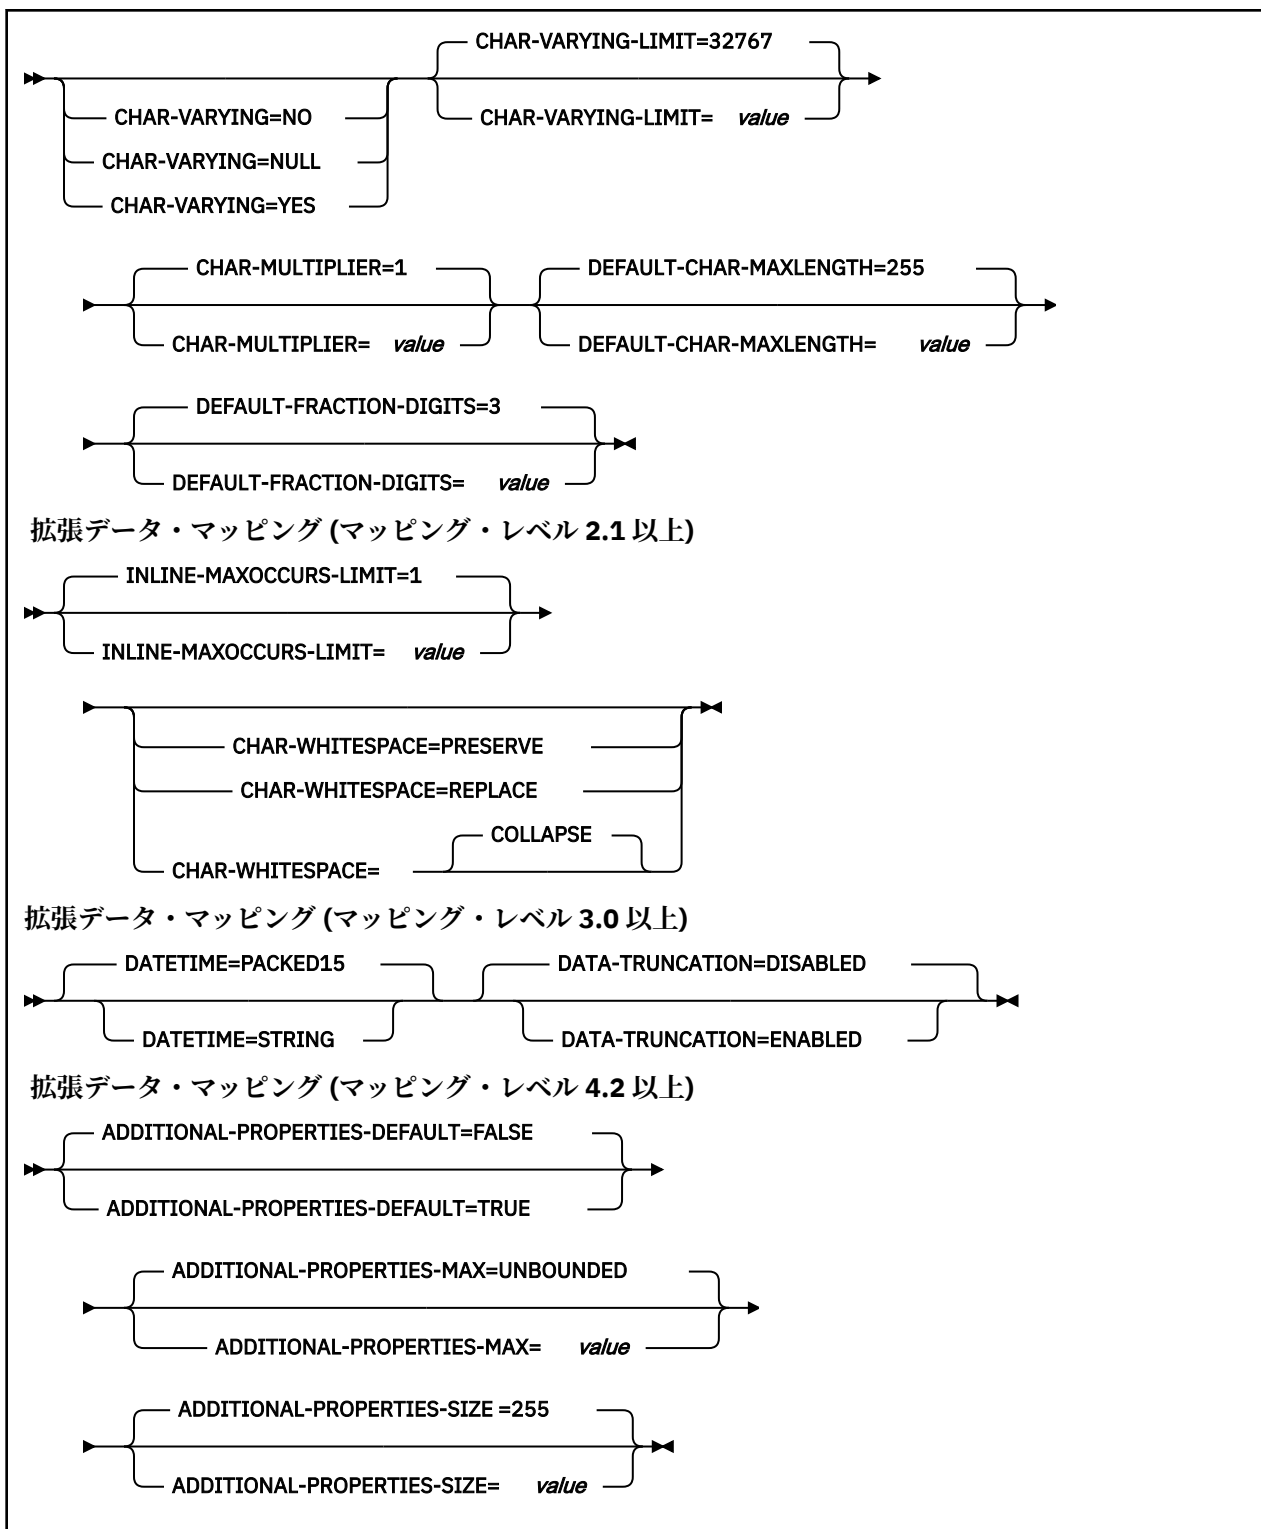 CHAR-VARYING-LIMIT=32767
CHAR-VARYING=NO
CHAR-VARYING-LIMIT= value
CHAR-VARYING=NULL
CHAR-VARYING=YES
CHAR-MULTIPLIER=1 DEFAULT-CHAR-MAXLENGTH=255
CHAR-MULTIPLIER= value DEFAULT-CHAR-MAXLENGTH= value
DEFAULT-FRACTION-DIGITS=3
DEFAULT-FRACTION-DIGITS= value
拡張データ・マッピング (マッピング・レベル 2.1 以上)
INLINE-MAXOCCURS-LIMIT=1
INLINE-MAXOCCURS-LIMIT= value
CHAR-WHITESPACE=PRESERVE
CHAR-WHITESPACE=REPLACE
COLLAPSE
CHAR-WHITESPACE=
拡張データ・マッピング (マッピング・レベル 3.0 以上)
DATETIME=PACKED15 DATA-TRUNCATION=DISABLED
DATETIME=STRING DATA-TRUNCATION=ENABLED
拡張データ・マッピング (マッピング・レベル 4.2 以上)
ADDITIONAL-PROPERTIES-DEFAULT=FALSE
ADDITIONAL-PROPERTIES-DEFAULT=TRUE
ADDITIONAL-PROPERTIES-MAX=UNBOUNDED
ADDITIONAL-PROPERTIES-MAX= value
ADDITIONAL-PROPERTIES-SIZE =255
ADDITIONAL-PROPERTIES-SIZE= value